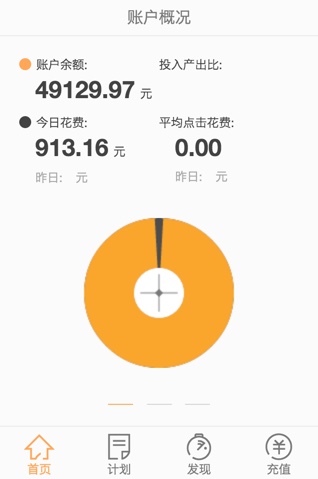 账户概况
账户余额:
投入产出比:
49129.97 元
今日花费:
平均点击花费:
913.16 元
0.00
昨日: 元
昨日: 元
首页
计划
发现
充值